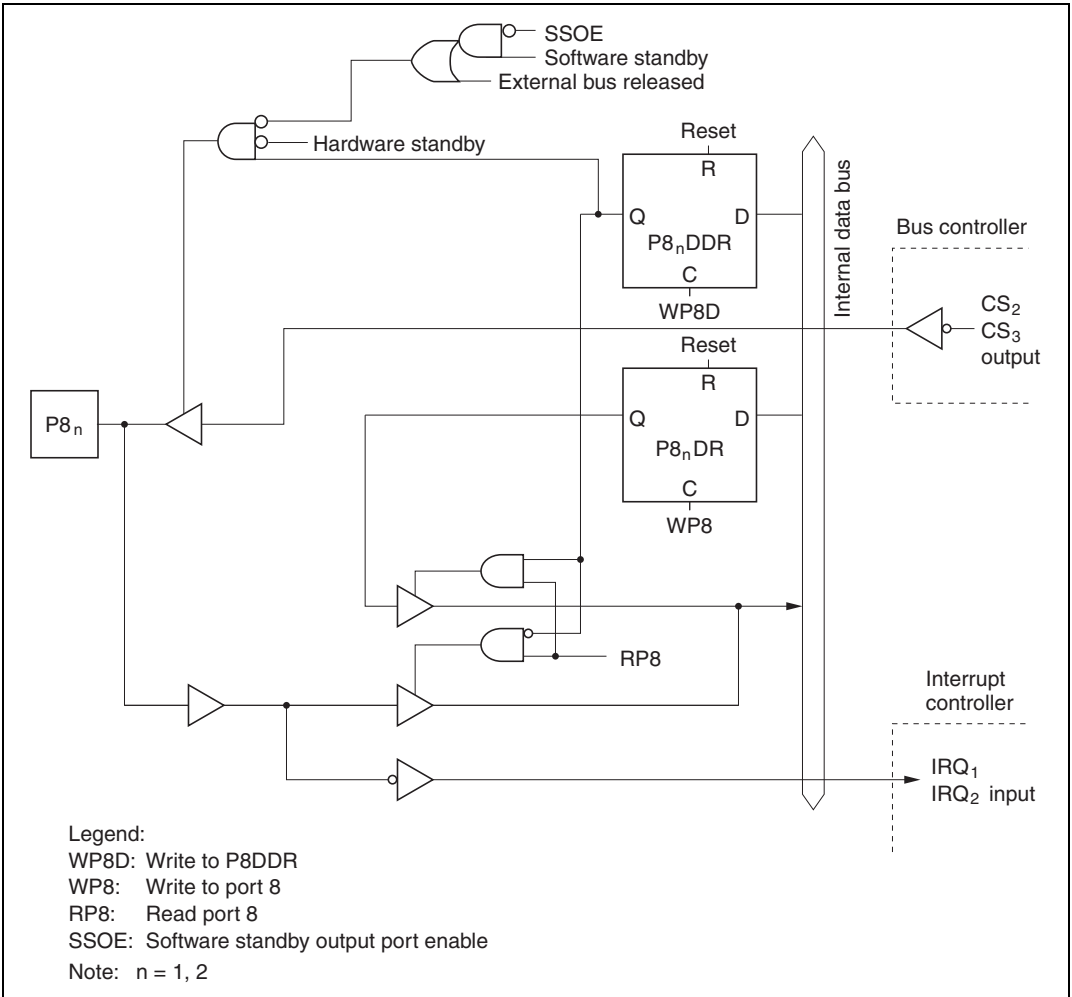 SSOE
Software standby
External bus released
Hardware standby
Reset
R
Q
D
P8nDDR
C
WP8D
Internal data bus
Bus controller
CS2
CS3
output
Reset
R
Q
D
P8nDR
C
WP8
P8n
RP8
Interrupt
controller
IRQ1
IRQ2 input
Legend:
WP8D: Write to P8DDR
WP8: Write to port 8
RP8: Read port 8
SSOE: Software standby output port enable
Note: n = 1, 2